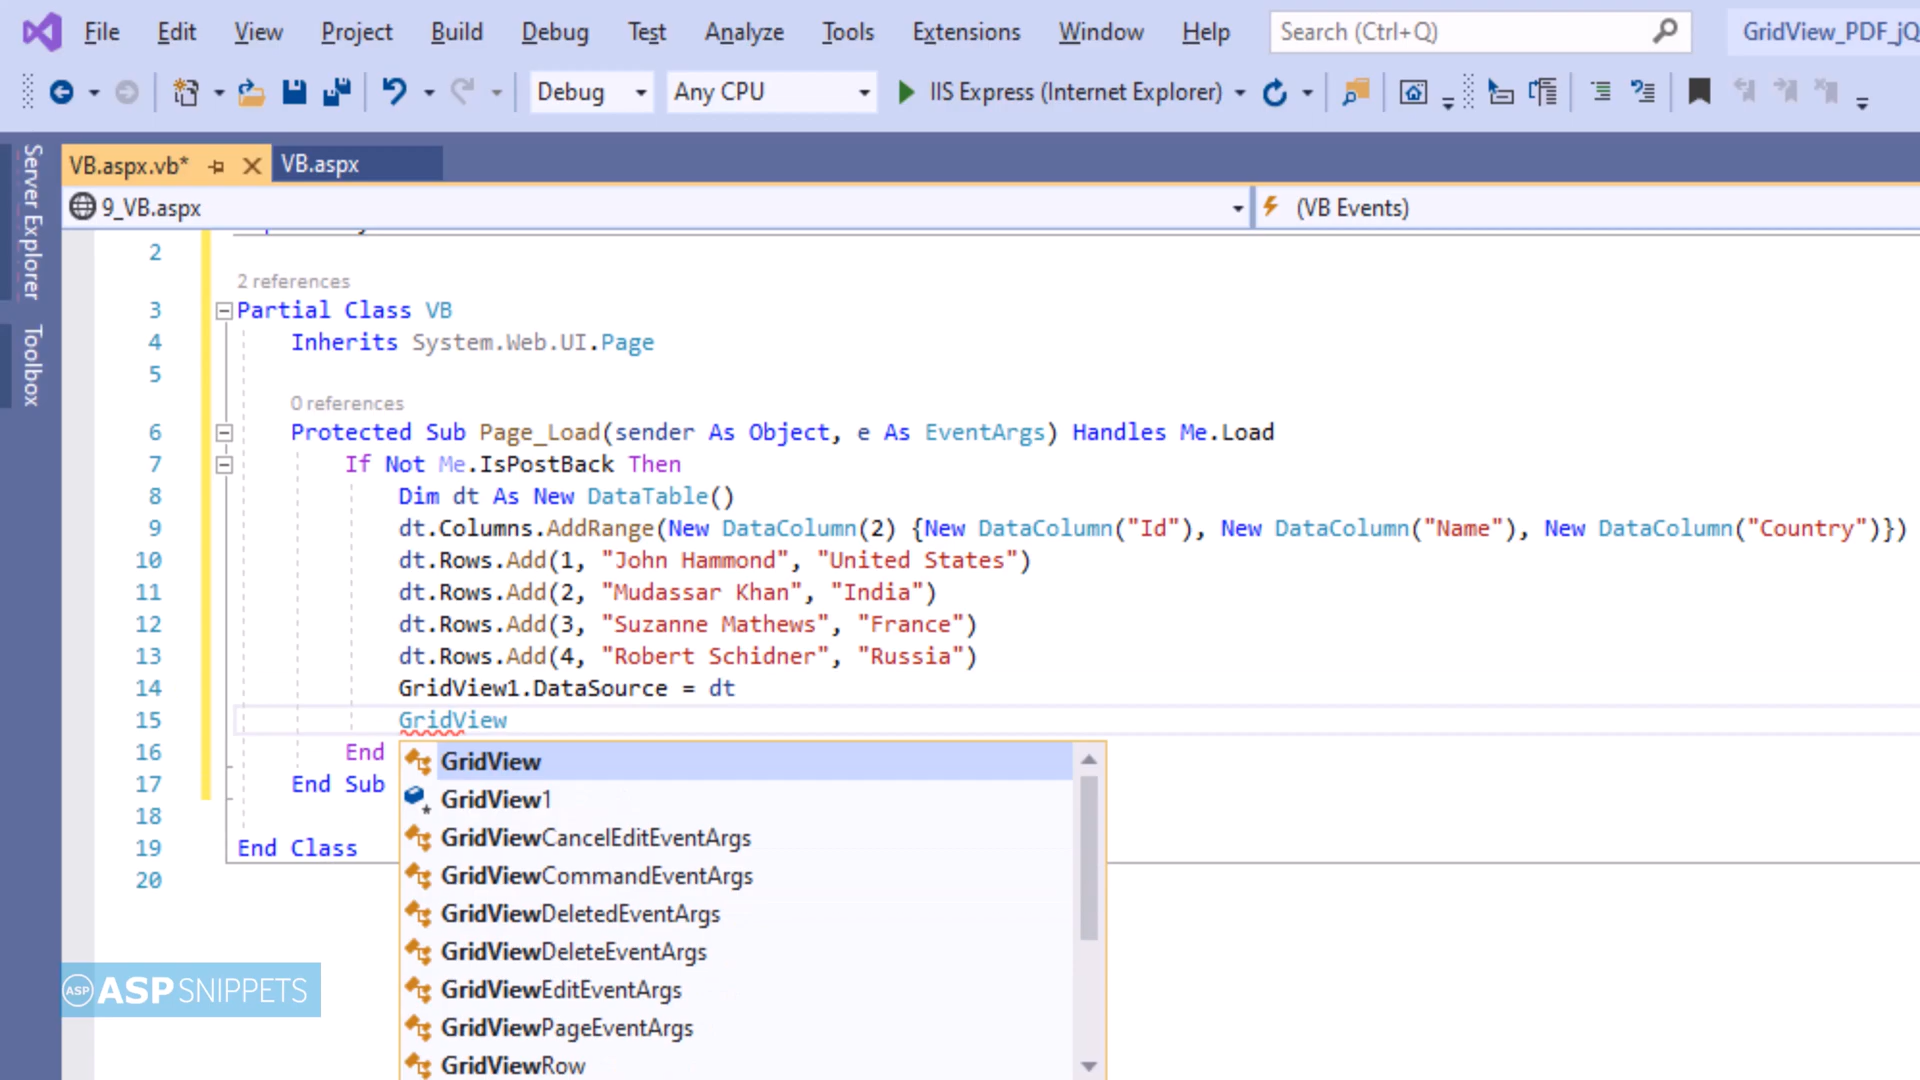 File Edit View Project Build Debug Test Analyze Tools Extensions Window Help Search (Ctrl+Q) GridView_PDF_jQ
Debug Any CPU IIS Express (Internet Explorer)
Server Explorer
Toolbox
VB.aspx.vb* VB.aspx
9_VB.aspx (VB Events)
2
2 references
3 Partial Class VB
4 Inherits System.Web.UI.Page
5
0 references
6 Protected Sub Page_Load(sender As Object, e As EventArgs) Handles Me.Load
7 If Not Me.IsPostBack Then
8 Dim dt As New DataTable()
9 dt.Columns.AddRange(New DataColumn(2) {New DataColumn("Id"), New DataColumn("Name"), New DataColumn("Country")})
10 dt.Rows.Add(1, "John Hammond", "United States")
11 dt.Rows.Add(2, "Mudassar Khan", "India")
12 dt.Rows.Add(3, "Suzanne Mathews", "France")
13 dt.Rows.Add(4, "Robert Schidner", "Russia")
14 GridView1.DataSource = dt
15 GridView
16 End
17 End Sub
18
19 End Class
20
GridView
GridView1
GridViewCancelEditEventArgs
GridViewCommandEventArgs
GridViewDeletedEventArgs
GridViewDeleteEventArgs
GridViewEditEventArgs
GridViewPageEventArgs
GridViewRow
ASP ASPSNIPPETS